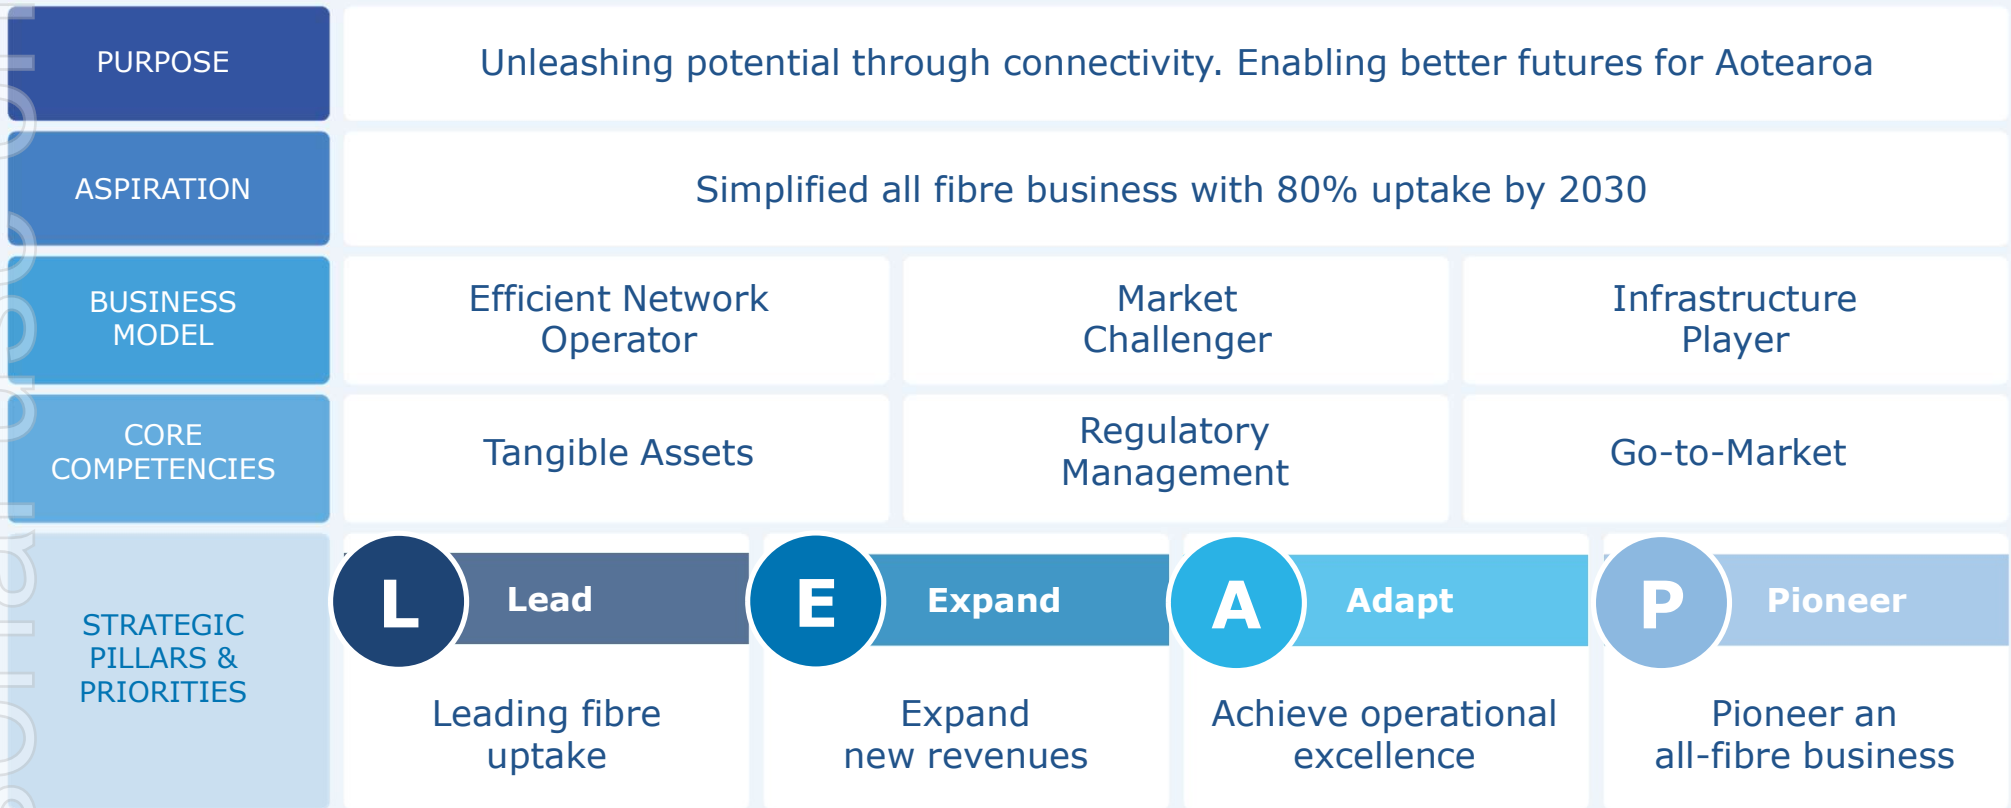 PURPOSE
Unleashing potential through connectivity. Enabling better futures for Aotearoa
ASPIRATION
Simplified all fibre business with 80% uptake by 2030
BUSINESS
MODEL
Efficient Network
Operator
Market
Challenger
Infrastructure
Player
CORE
COMPETENCIES
Tangible Assets
Regulatory
Management
Go-to-Market
STRATEGIC
PILLARS &
PRIORITIES
L Lead
Leading fibre
uptake
E Expand
Expand
new revenues
A Adapt
Achieve operational
excellence
P Pioneer
Pioneer an
all-fibre business